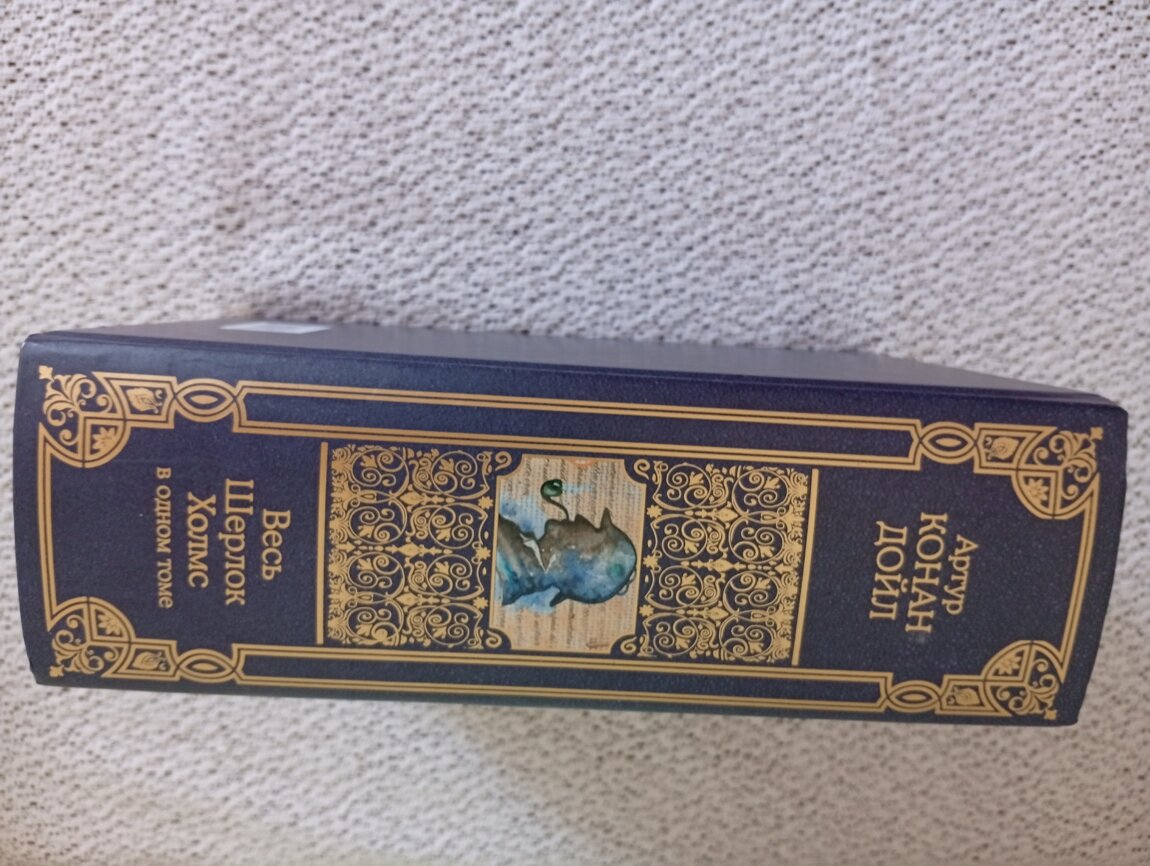 Артур
КОНАН
ДОЙЛ
Весь
Шерлок
Холмс
В ОДНОМ ТОМЕ